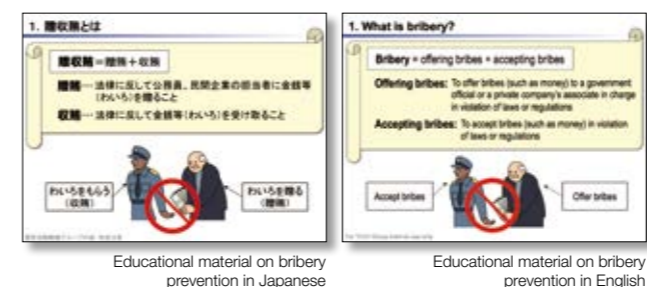 1. 贈収賄とは
贈収賄=贈賄+収賄
贈賄… 法律に反して公務員、民間企業の担当者に金銭等
(わいろ)を贈ること
収賄… 法律に反して金銭等(わいろ)を受け取ること
わいろをもらう
(収賄)
わいろを贈る
(贈賄)
Educational material on bribery
prevention in Japanese
1. What is bribery?
Bribery = offering bribes + accepting bribes
Offering bribes: To offer bribes (such as money) to a government
official or a private company's associate in charge
in violation of laws or regulations
Accepting bribes: To accept bribes (such as money) in violation
of laws or regulations
Accept bribes
Offer bribes
Educational material on bribery
prevention in English